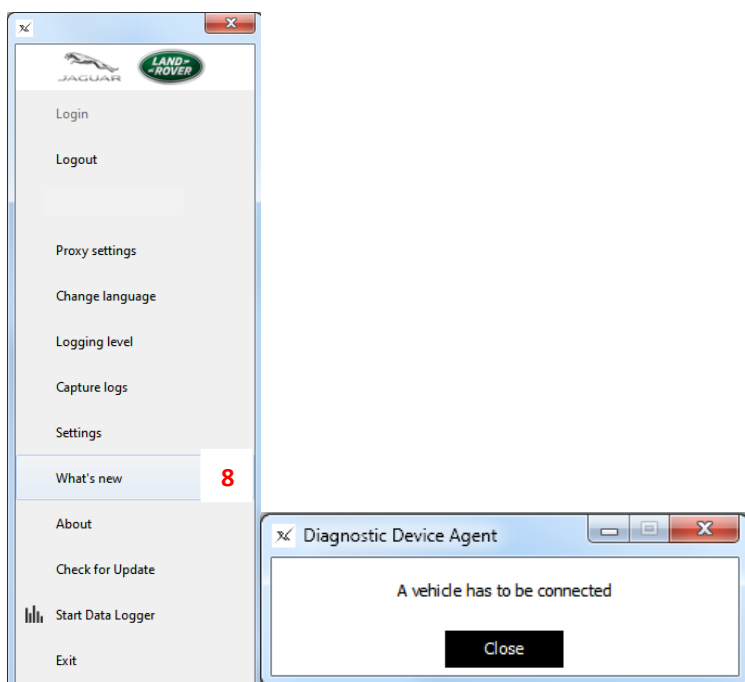 JAGUAR
LAND-
-ROVER
Login
Logout
Proxy settings
Change language
Logging level
Capture logs
Settings
What's new 8
About
Check for Update
Start Data Logger
Exit
Diagnostic Device Agent
A vehicle has to be connected
Close